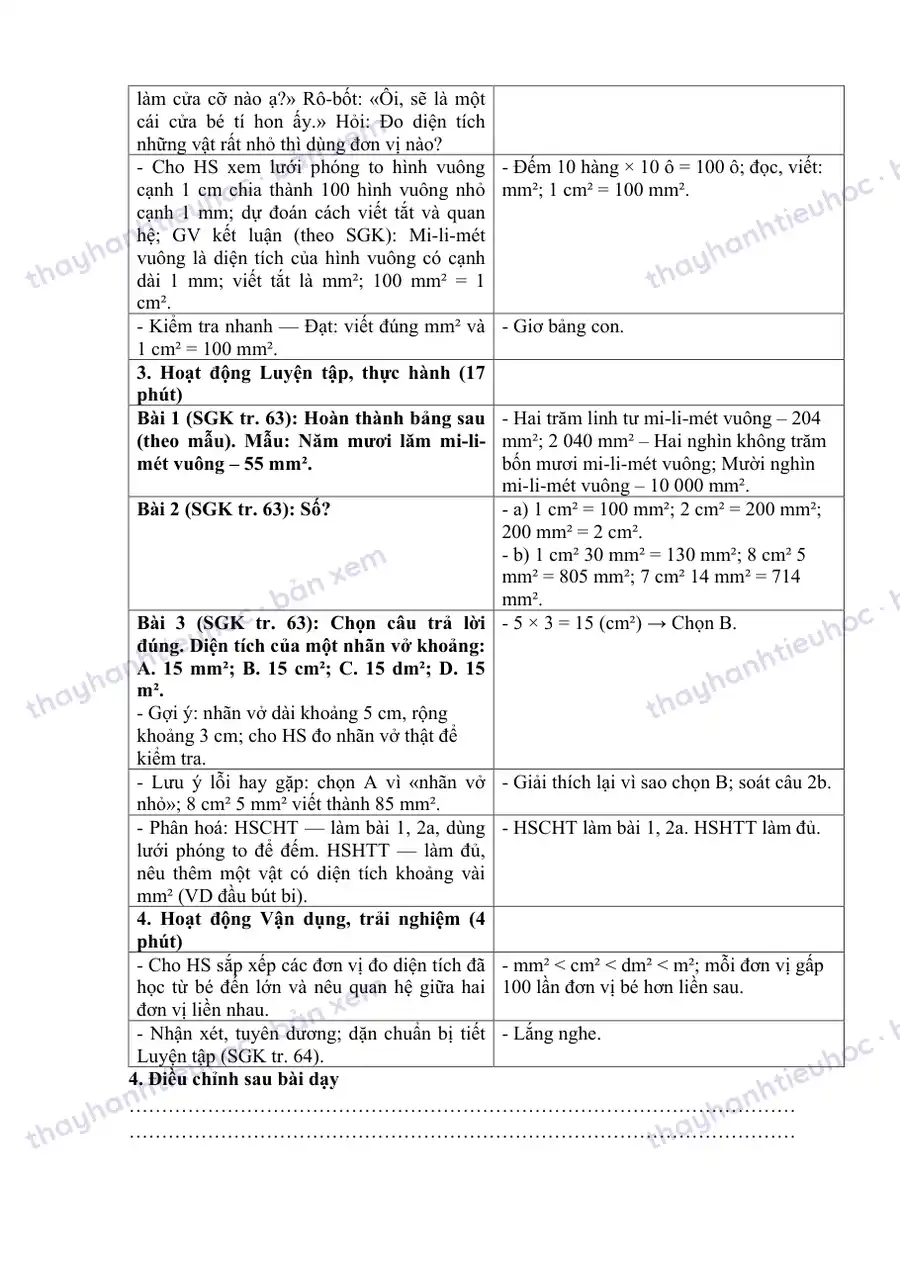 làm cửa cỡ nào ạ?» Rô-bốt: «Ôi, sẽ là một
cái cửa bé tí hon ấy.» Hỏi: Đo diện tích
những vật rất nhỏ thì dùng đơn vị nào?
- Cho HS xem lưới phóng to hình vuông
cạnh 1 cm chia thành 100 hình vuông nhỏ
cạnh 1 mm; dự đoán cách viết tắt và quan
hệ; GV kết luận (theo SGK): Mi-li-mét
vuông là diện tích của hình vuông có cạnh
dài 1 mm; viết tắt là mm²; 100 mm² = 1
cm².
- Đếm 10 hàng × 10 ô = 100 ô; đọc, viết:
mm²; 1 cm² = 100 mm².
- Kiểm tra nhanh — Đạt: viết đúng mm² và
1 cm² = 100 mm².
- Giơ bảng con.
3. Hoạt động Luyện tập, thực hành (17
phút)
Bài 1 (SGK tr. 63): Hoàn thành bảng sau
(theo mẫu). Mẫu: Năm mươi lăm mi-li-
mét vuông – 55 mm².
- Hai trăm linh tư mi-li-mét vuông – 204
mm²; 2 040 mm² – Hai nghìn không trăm
bốn mươi mi-li-mét vuông; Mười nghìn
mi-li-mét vuông – 10 000 mm².
Bài 2 (SGK tr. 63): Số?
- a) 1 cm² = 100 mm²; 2 cm² = 200 mm²;
200 mm² = 2 cm².
- b) 1 cm² 30 mm² = 130 mm²; 8 cm² 5
mm² = 805 mm²; 7 cm² 14 mm² = 714
mm².
Bài 3 (SGK tr. 63): Chọn câu trả lời
đúng. Diện tích của một nhãn vở khoảng:
A. 15 mm²; B. 15 cm²; C. 15 dm²; D. 15
m².
- Gợi ý: nhãn vở dài khoảng 5 cm, rộng
khoảng 3 cm; cho HS đo nhãn vở thật để
kiểm tra.
- 5 × 3 = 15 (cm²) → Chọn B.
- Lưu ý lỗi hay gặp: chọn A vì «nhãn vở
nhỏ»; 8 cm² 5 mm² viết thành 85 mm².
- Giải thích lại vì sao chọn B; soát câu 2b.
- Phân hoá: HSCHT — làm bài 1, 2a, dùng
lưới phóng to để đếm. HSHTT — làm đủ,
nêu thêm một vật có diện tích khoảng vài
mm² (VD đầu bút bi).
- HSCHT làm bài 1, 2a. HSHTT làm đủ.
4. Hoạt động Vận dụng, trải nghiệm (4
phút)
- Cho HS sắp xếp các đơn vị đo diện tích đã
học từ bé đến lớn và nêu quan hệ giữa hai
đơn vị liền nhau.
- mm² < cm² < dm² < m²; mỗi đơn vị gấp
100 lần đơn vị bé hơn liền sau.
- Nhận xét, tuyên dương; dặn chuẩn bị tiết
Luyện tập (SGK tr. 64).
- Lắng nghe.
4. Điều chỉnh sau bài dạy
……………………………………………………………………………………………
……………………………………………………………………………………………
thayhanhtieuhoc · bản xem
thayhanhtieuhoc · b
thayhanhtieuhoc · bản xem
thayhanhtieuhoc · b
thayhanhtieuhoc · bản xem
thayhanhtieuhoc · b